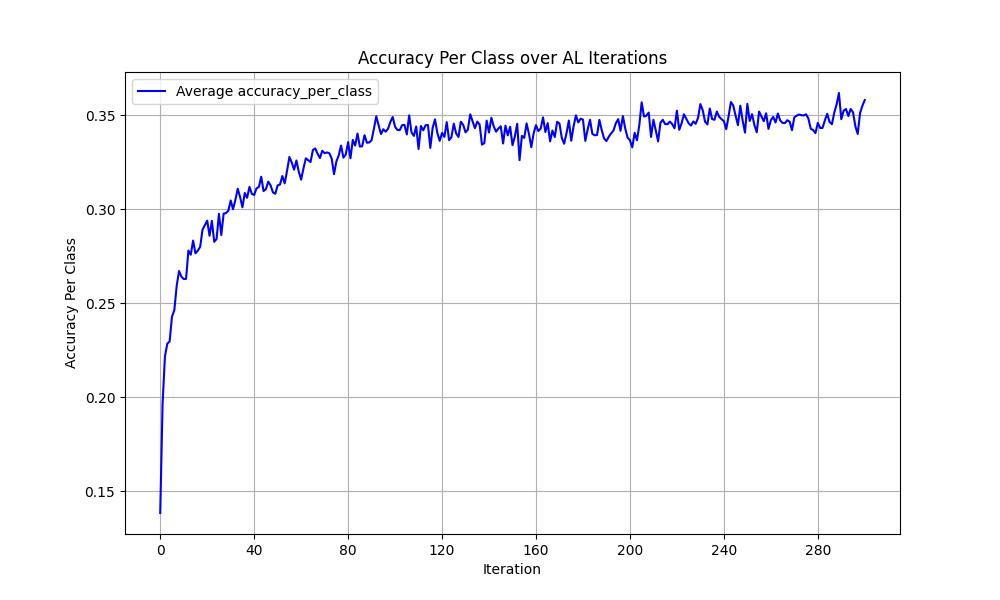 Accuracy Per Class over AL Iterations
Average accuracy_per_class
Accuracy Per Class
0.35
0.30
0.25
0.20
0.15
0 40 80 120 160 200 240 280
Iteration